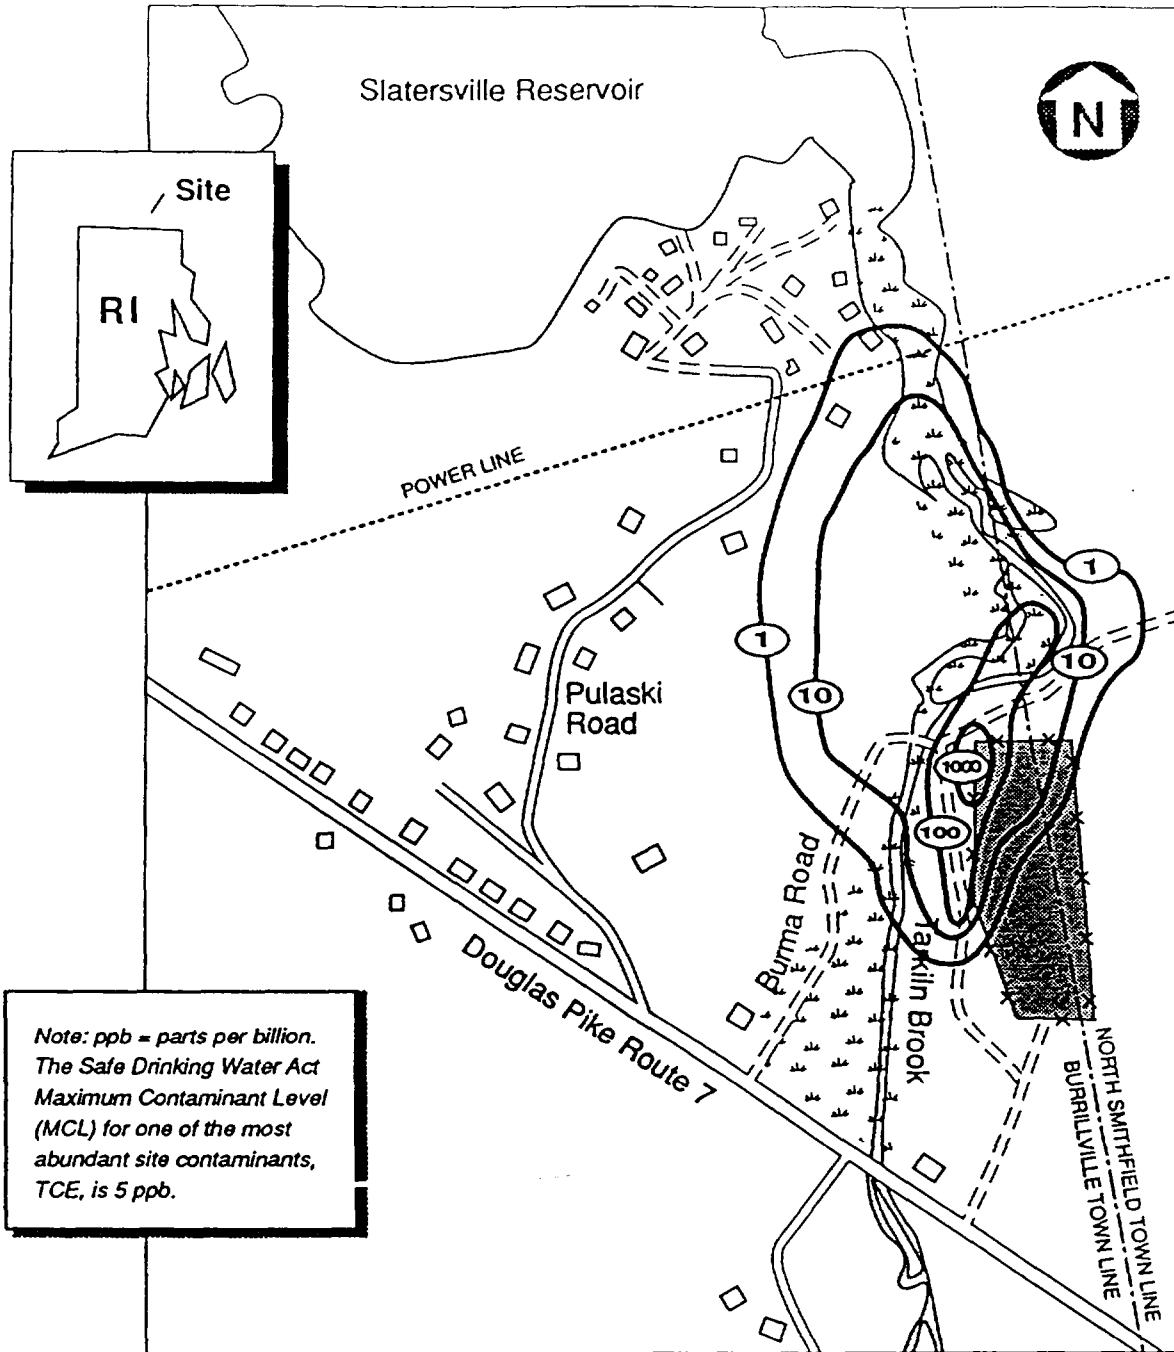 Slatersville Reservoir
N
Site
RI
POWER LINE
1
1
10
10
Pulaski
Road
1000
100
Burma Road
Tarkiln Brook
Douglas Pike Route 7
NORTH SMITHFIELD TOWN LINE
BURRILLVILLE TOWN LINE
Note: ppb = parts per billion.
The Safe Drinking Water Act
Maximum Contaminant Level
(MCL) for one of the most
abundant site contaminants,
TCE, is 5 ppb.